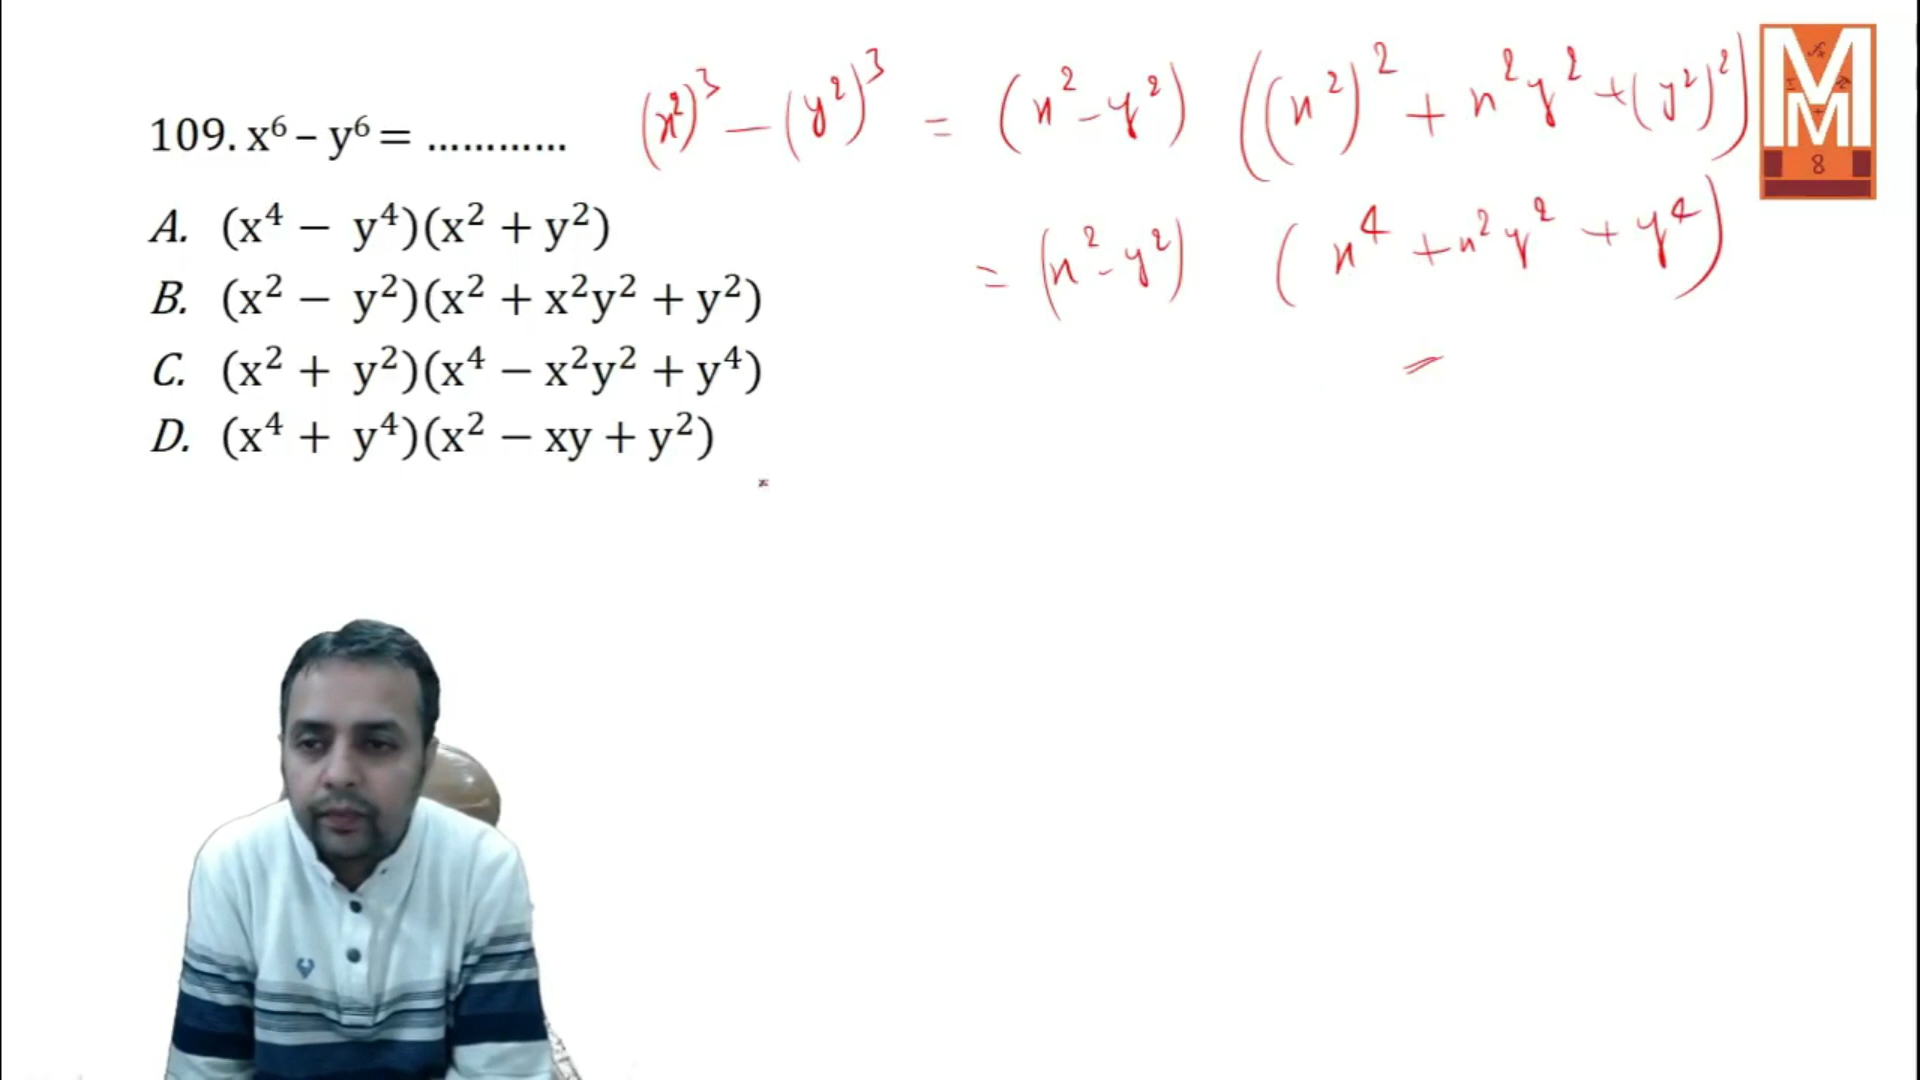 109. x⁶ – y⁶ = ............
(x²)³ – (y²)³ = (x² - y²) ((x²)² + x²y² + (y²)²)
= (x² - y²) (x⁴ + x²y² + y⁴)
=
A. (x⁴ − y⁴)(x² + y²)
B. (x² − y²)(x² + x²y² + y²)
C. (x² + y²)(x⁴ − x²y² + y⁴)
D. (x⁴ + y⁴)(x² − xy + y²)
M
M
8